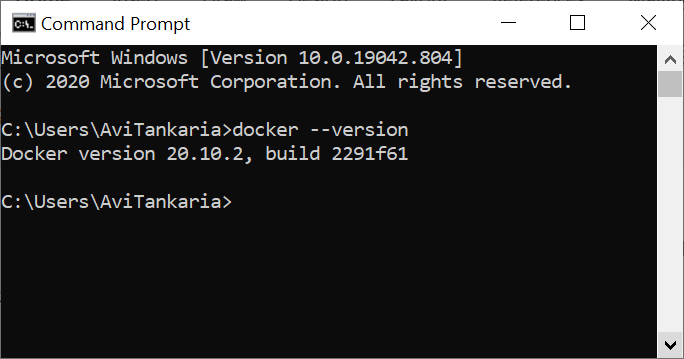 Command Prompt
Microsoft Windows [Version 10.0.19042.804]
(c) 2020 Microsoft Corporation. All rights reserved.
C:\Users\AviTankaria>docker --version
Docker version 20.10.2, build 2291f61
C:\Users\AviTankaria>